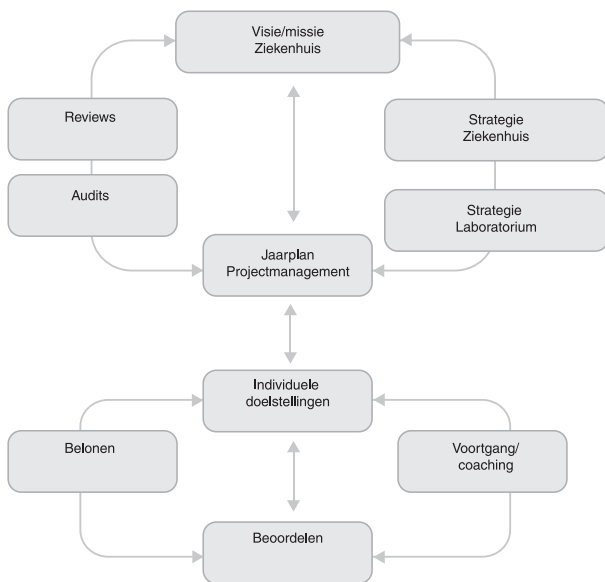 Visie/missie
Ziekenhuis
Reviews
Strategie
Ziekenhuis
Audits
Strategie
Laboratorium
Jaarplan
Projectmanagement
Individuele
doelstellingen
Belonen
Voortgang/
coaching
Beoordelen